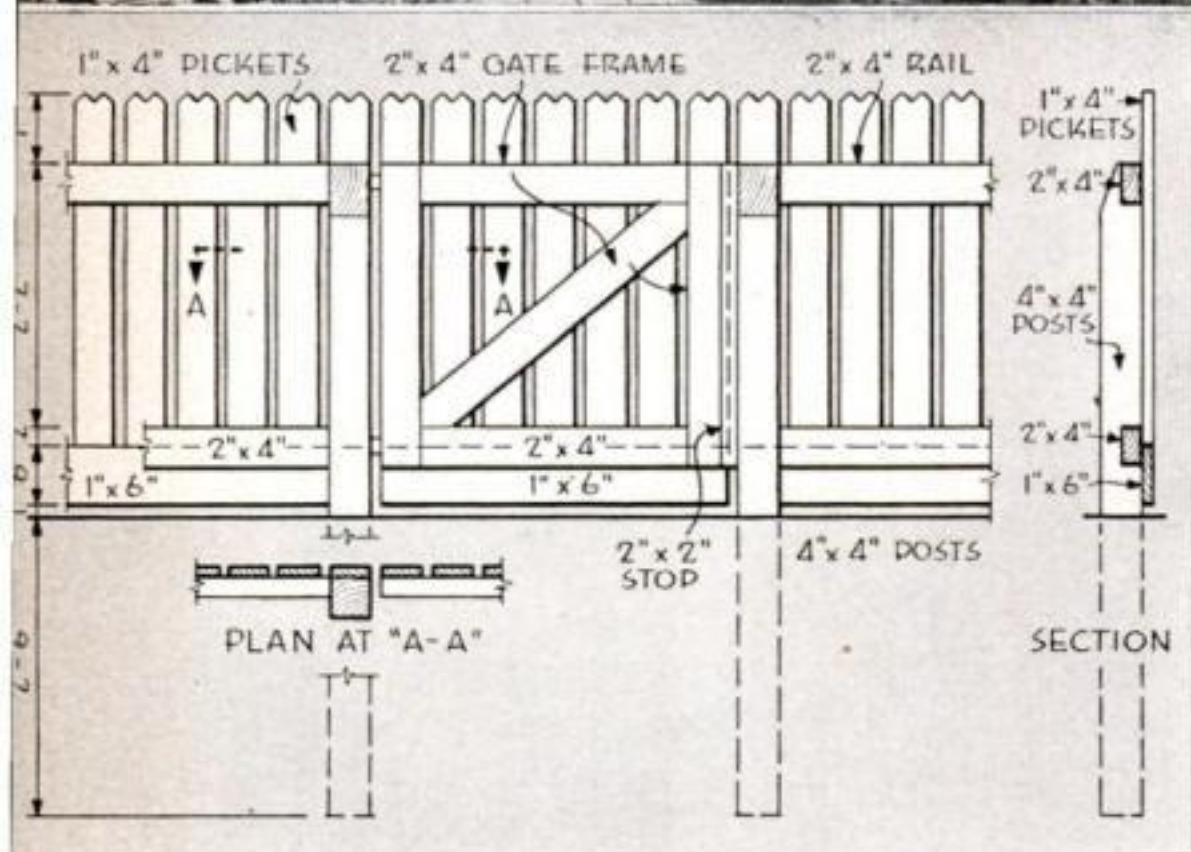 1" x 4" PICKETS
2" x 4" GATE FRAME
2" x 4" RAIL
1" x 4"
PICKETS
2" x 4"
A
A
4" x 4"
POSTS
2" x 4"
2" x 4"
2" x 4"
1" x 6"
1" x 6"
1" x 6"
2" x 2"
STOP
4" x 4" POSTS
PLAN AT "A-A"
SECTION